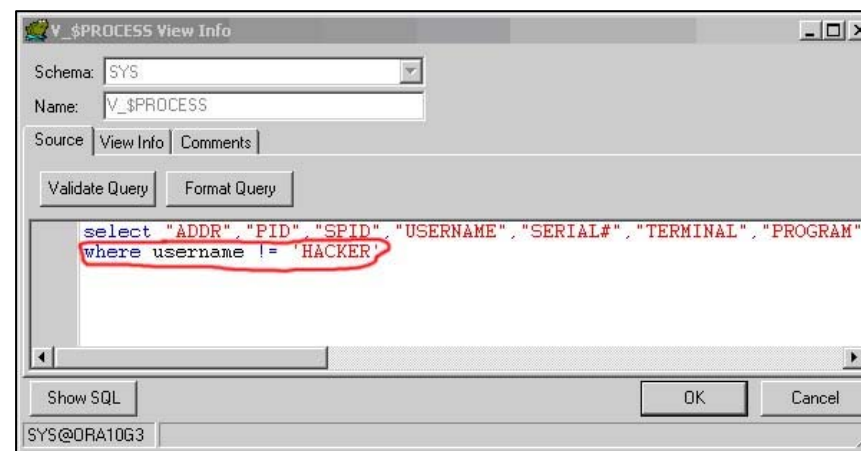 V_$PROCESS View Info
Schema: SYS
Name: V_$PROCESS
Source View Info Comments
Validate Query Format Query
select "ADDR","PID","SPID","USERNAME","SERIAL#","TERMINAL","PROGRAM"
where username != 'HACKER'
Show SQL OK Cancel
SYS@ORA10G3